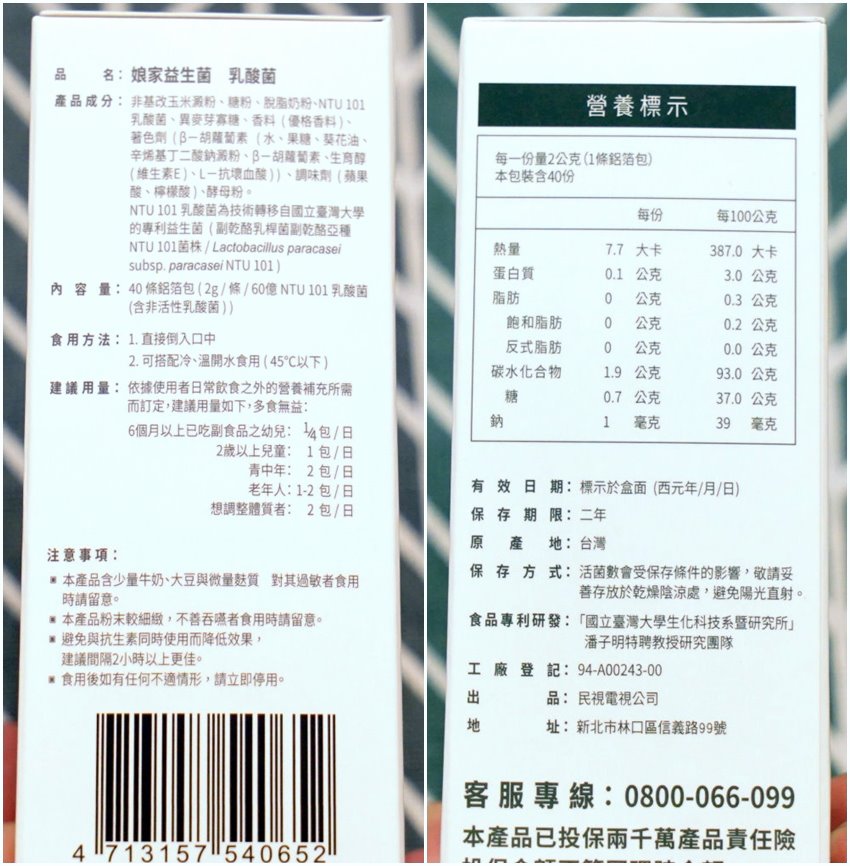 品名：娘家益生菌 乳酸菌
產品成分：非基改玉米澱粉、糖粉、脫脂奶粉、NTU 101
乳酸菌、異麥芽寡糖、香料（優格香料）、
著色劑（β－胡蘿蔔素（水、果糖、葵花油、
辛烯基丁二酸鈉澱粉、β－胡蘿蔔素、生育醇
（維生素E）、L－抗壞血酸））、調味劑（蘋果
酸、檸檬酸）、酵母粉。
NTU 101 乳酸菌為技術轉移自國立臺灣大學
的專利益生菌（副乾酪乳桿菌副乾酪亞種
NTU 101菌株 / Lactobacillus paracasei
subsp. paracasei NTU 101）
內容量：40 條鋁箔包（2g / 條 / 60億 NTU 101 乳酸菌
(含非活性乳酸菌)）
食用方法：1. 直接倒入口中
2. 可搭配冷、溫開水食用（45℃以下）
建議用量：依據使用者日常飲食之外的營養補充所需
而訂定，建議用量如下，多食無益：
6個月以上已吃副食品之幼兒：1/4包 / 日
2歲以上兒童：1 包 / 日
青中年：2 包 / 日
老年人：1-2 包 / 日
想調整體質者：2 包 / 日
注意事項：
▣ 本產品含少量牛奶、大豆與微量麩質 對其過敏者食用
時請留意。
▣ 本產品粉末較細緻，不善吞嚥者食用時請留意。
▣ 避免與抗生素同時使用而降低效果，
建議間隔2小時以上更佳。
▣ 食用後如有任何不適情形，請立即停用。
4 713157 540652
營養標示
每一份量2公克（1條鋁箔包）
本包裝含40份
每份 每100公克
熱量 7.7 大卡 387.0 大卡
蛋白質 0.1 公克 3.0 公克
脂肪 0 公克 0.3 公克
飽和脂肪 0 公克 0.2 公克
反式脂肪 0 公克 0.0 公克
碳水化合物 1.9 公克 93.0 公克
糖 0.7 公克 37.0 公克
鈉 1 毫克 39 毫克
有效日期：標示於盒面（西元年/月/日)
保存期限：二年
原產地：台灣
保存方式：活菌數會受保存條件的影響，敬請妥
善存放於乾燥陰涼處，避免陽光直射。
食品專利研發：「國立臺灣大學生化科技系暨研究所」
潘子明特聘教授研究團隊
工廠登記：94-A00243-00
出品：民視電視公司
地址：新北市林口區信義路99號
客服專線：0800-066-099
本產品已投保兩千萬產品責任險